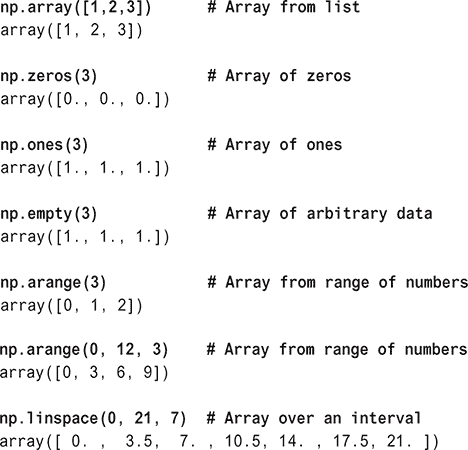 np.array([1,2,3]) # Array from list
array([1, 2, 3])
np.zeros(3) # Array of zeros
array([0., 0., 0.])
np.ones(3) # Array of ones
array([1., 1., 1.])
np.empty(3) # Array of arbitrary data
array([1., 1., 1.])
np.arange(3) # Array from range of numbers
array([0, 1, 2])
np.arange(0, 12, 3) # Array from range of numbers
array([0, 3, 6, 9])
np.linspace(0, 21, 7) # Array over an interval
array([ 0. , 3.5, 7. , 10.5, 14. , 17.5, 21. ])